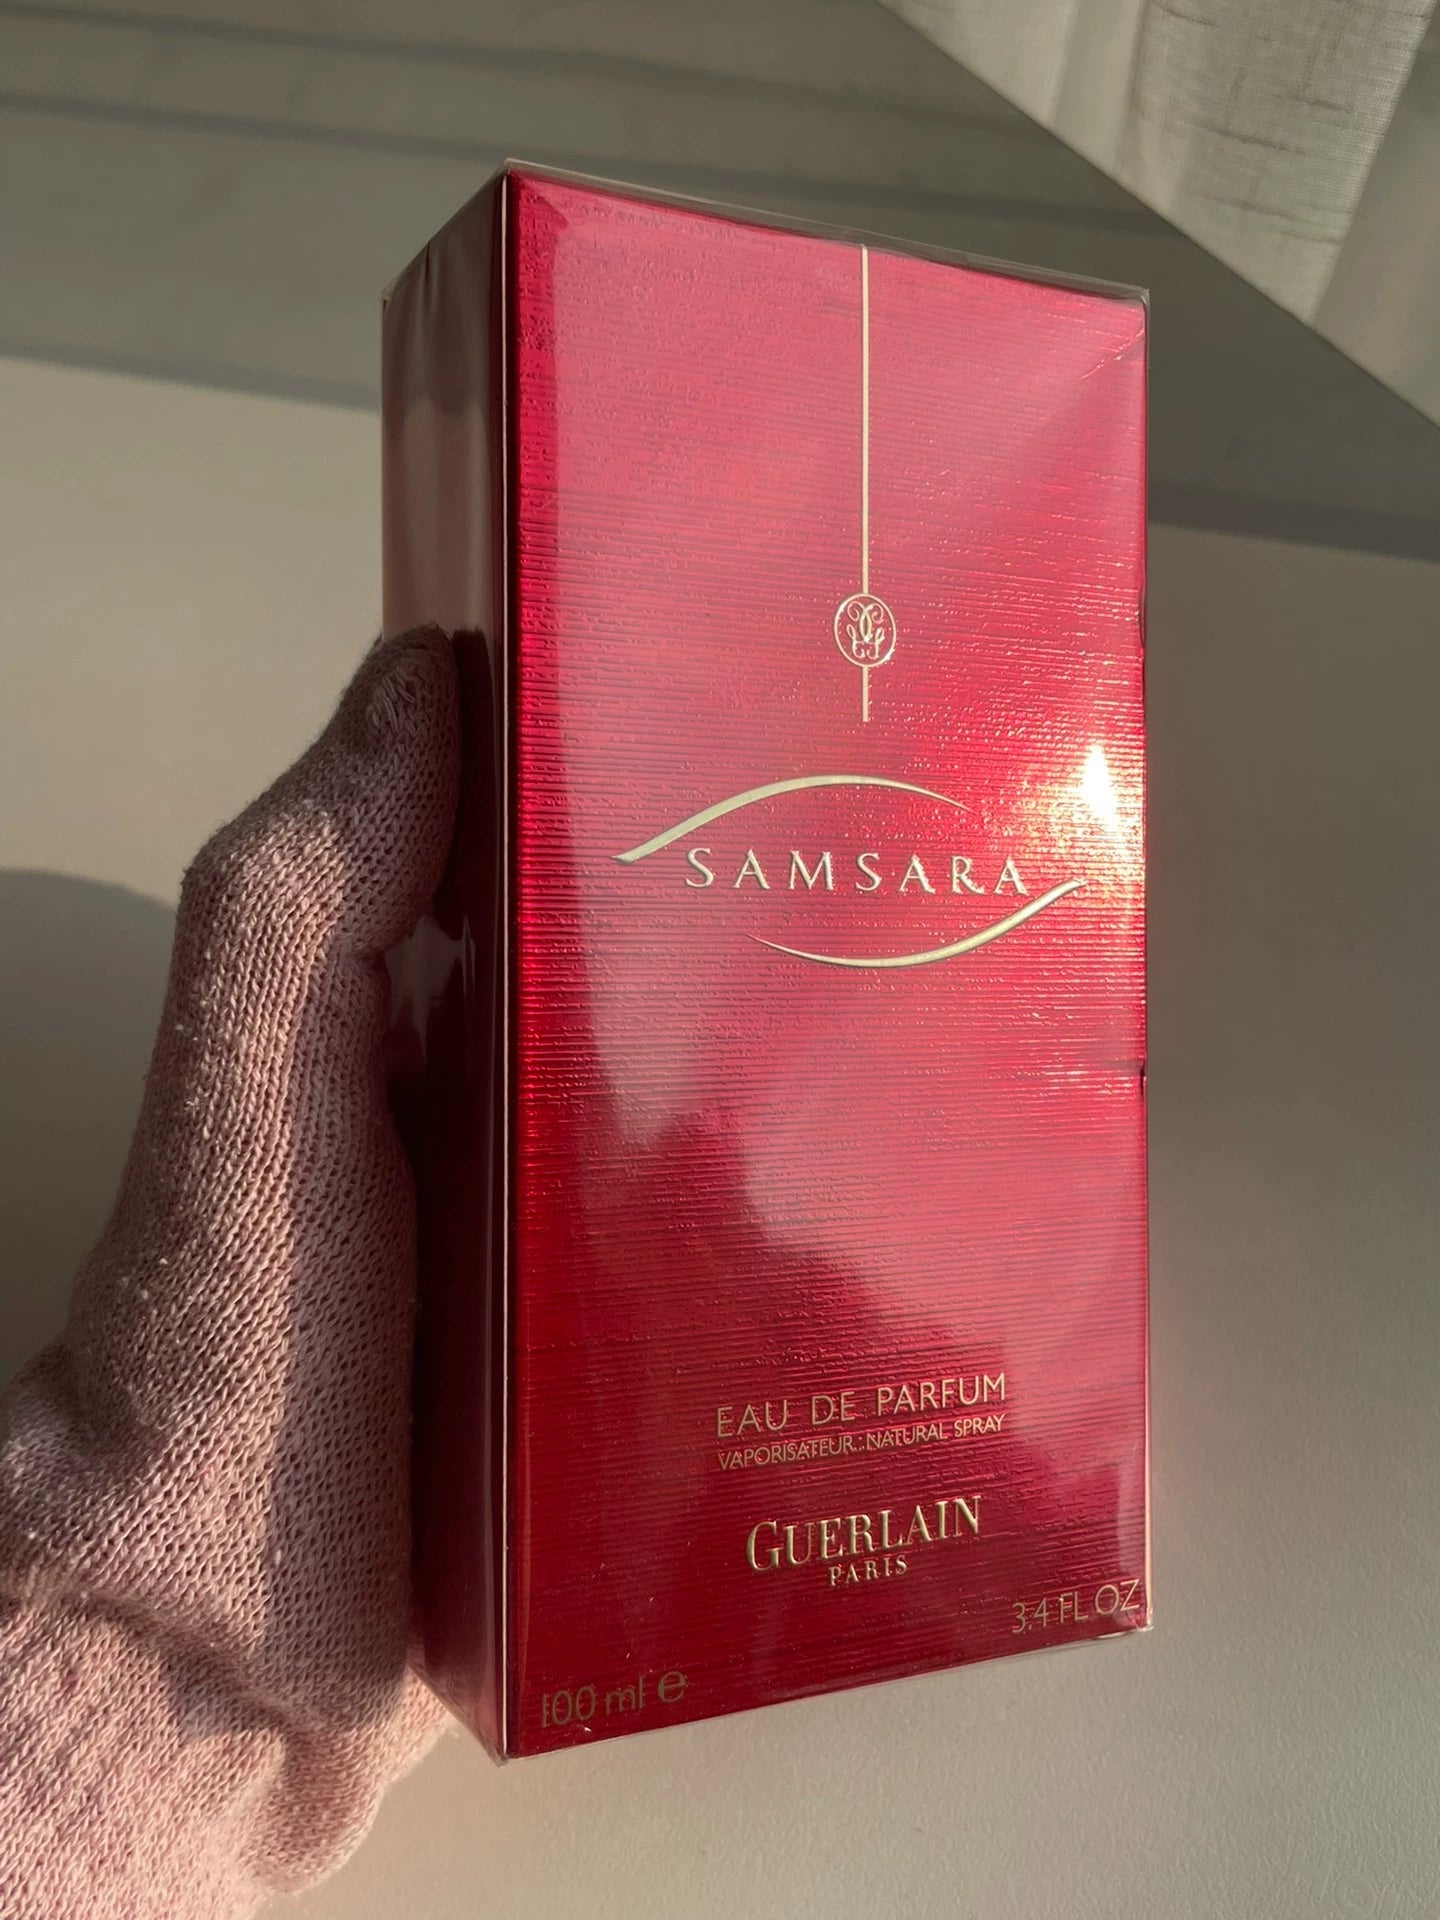 SAMSARA
EAU DE PARFUM
VAPORISATEUR. NATURAL SPRAY
GUERLAIN
PARIS
3.4 FL OZ
100 ml e